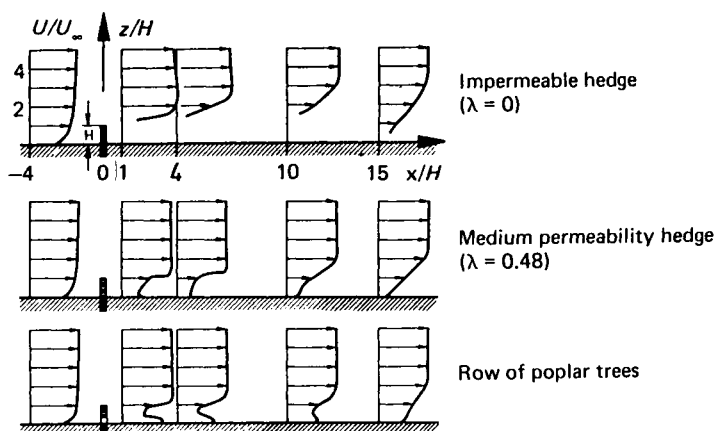 U/U∞ z/H
4
2
H
−4 0 1 4 10 15 x/H
Impermeable hedge
(λ = 0)
Medium permeability hedge
(λ = 0.48)
Row of poplar trees